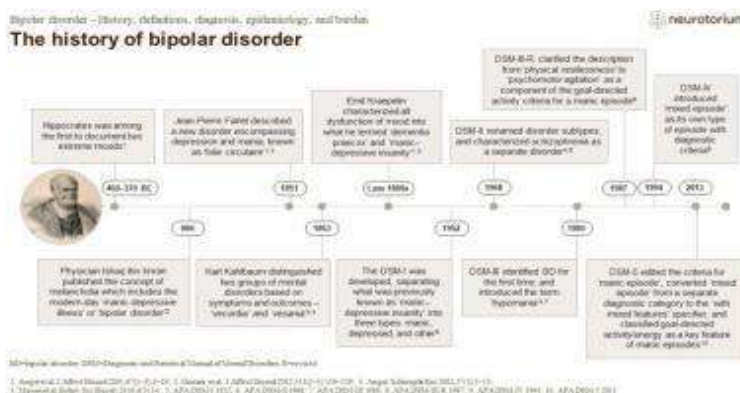 Bipolar disorder – History, definitions, diagnosis, epidemiology, and burden
neurotorium
The history of bipolar disorder
Hippocrates was among
the first to document two
extreme moods
Jean-Pierre Falret described
a new disorder encompassing
depression and mania, known
as 'folie circulaire'
Emil Kraepelin
characterized all
dysfunction of mood into
what he termed 'dementia
praecox' and 'manic-
depressive insanity'
DSM-II renamed disorder subtypes,
and characterized schizophrenia as
a separate disorder
DSM-III-R clarified the description
from 'physical restlessness' to
'psychomotor agitation' as a
component of the goal-directed
activity criteria for a manic episode
DSM-IV
introduced
'mixed episode'
as its own type
of episode with
diagnostic
criteria
460–370 BC
1851
Late 1800s
1968
1987
1994
2013
1863
1952
1980
Physician
published the concept of
melancholia which included the
modern-day 'manic-depressive
illness' or 'bipolar disorder'
Karl Kahlbaum distinguished
two groups of mental
disorders based on
symptoms and outcomes –
'vecordia' and 'vesania'
The DSM-I was
developed, separating
what was previously
known as 'manic-
depressive insanity' into
three types: manic,
depressed, and other
DSM-III identified BD for
the first time, and
introduced the term
'hypomania'
DSM-5 edited the criteria for
'manic episode', converted 'mixed
episode' from a separate
diagnostic category to the 'with
mixed features' specifier, and
classified goal-directed
activity/energy as a key feature
of manic episodes
BD=bipolar disorder; DSM=Diagnostic and Statistical Manual of Mental Disorders;